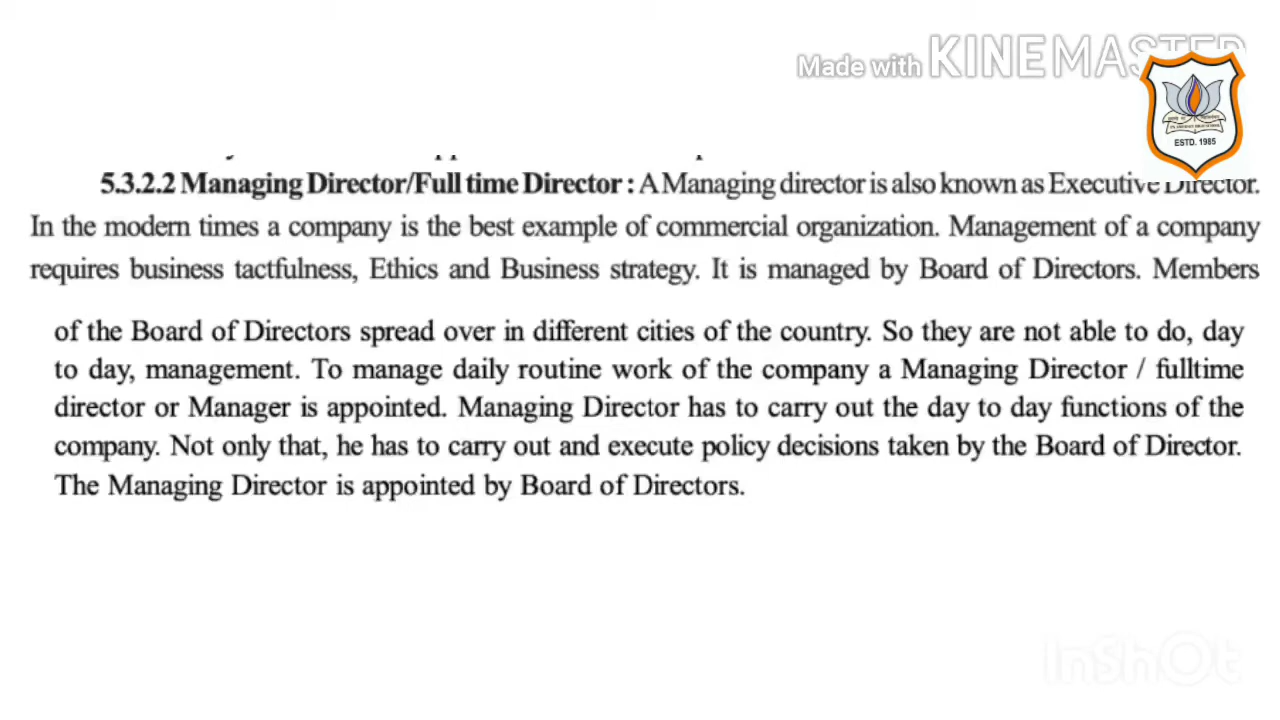 Made with KINEMASTER
ESTD. 1985
5.3.2.2 Managing Director/Full time Director : A Managing director is also known as Executive Director.
In the modern times a company is the best example of commercial organization. Management of a company
requires business tactfulness, Ethics and Business strategy. It is managed by Board of Directors. Members
of the Board of Directors spread over in different cities of the country. So they are not able to do, day
to day, management. To manage daily routine work of the company a Managing Director / fulltime
director or Manager is appointed. Managing Director has to carry out the day to day functions of the
company. Not only that, he has to carry out and execute policy decisions taken by the Board of Director.
The Managing Director is appointed by Board of Directors.
InShOt